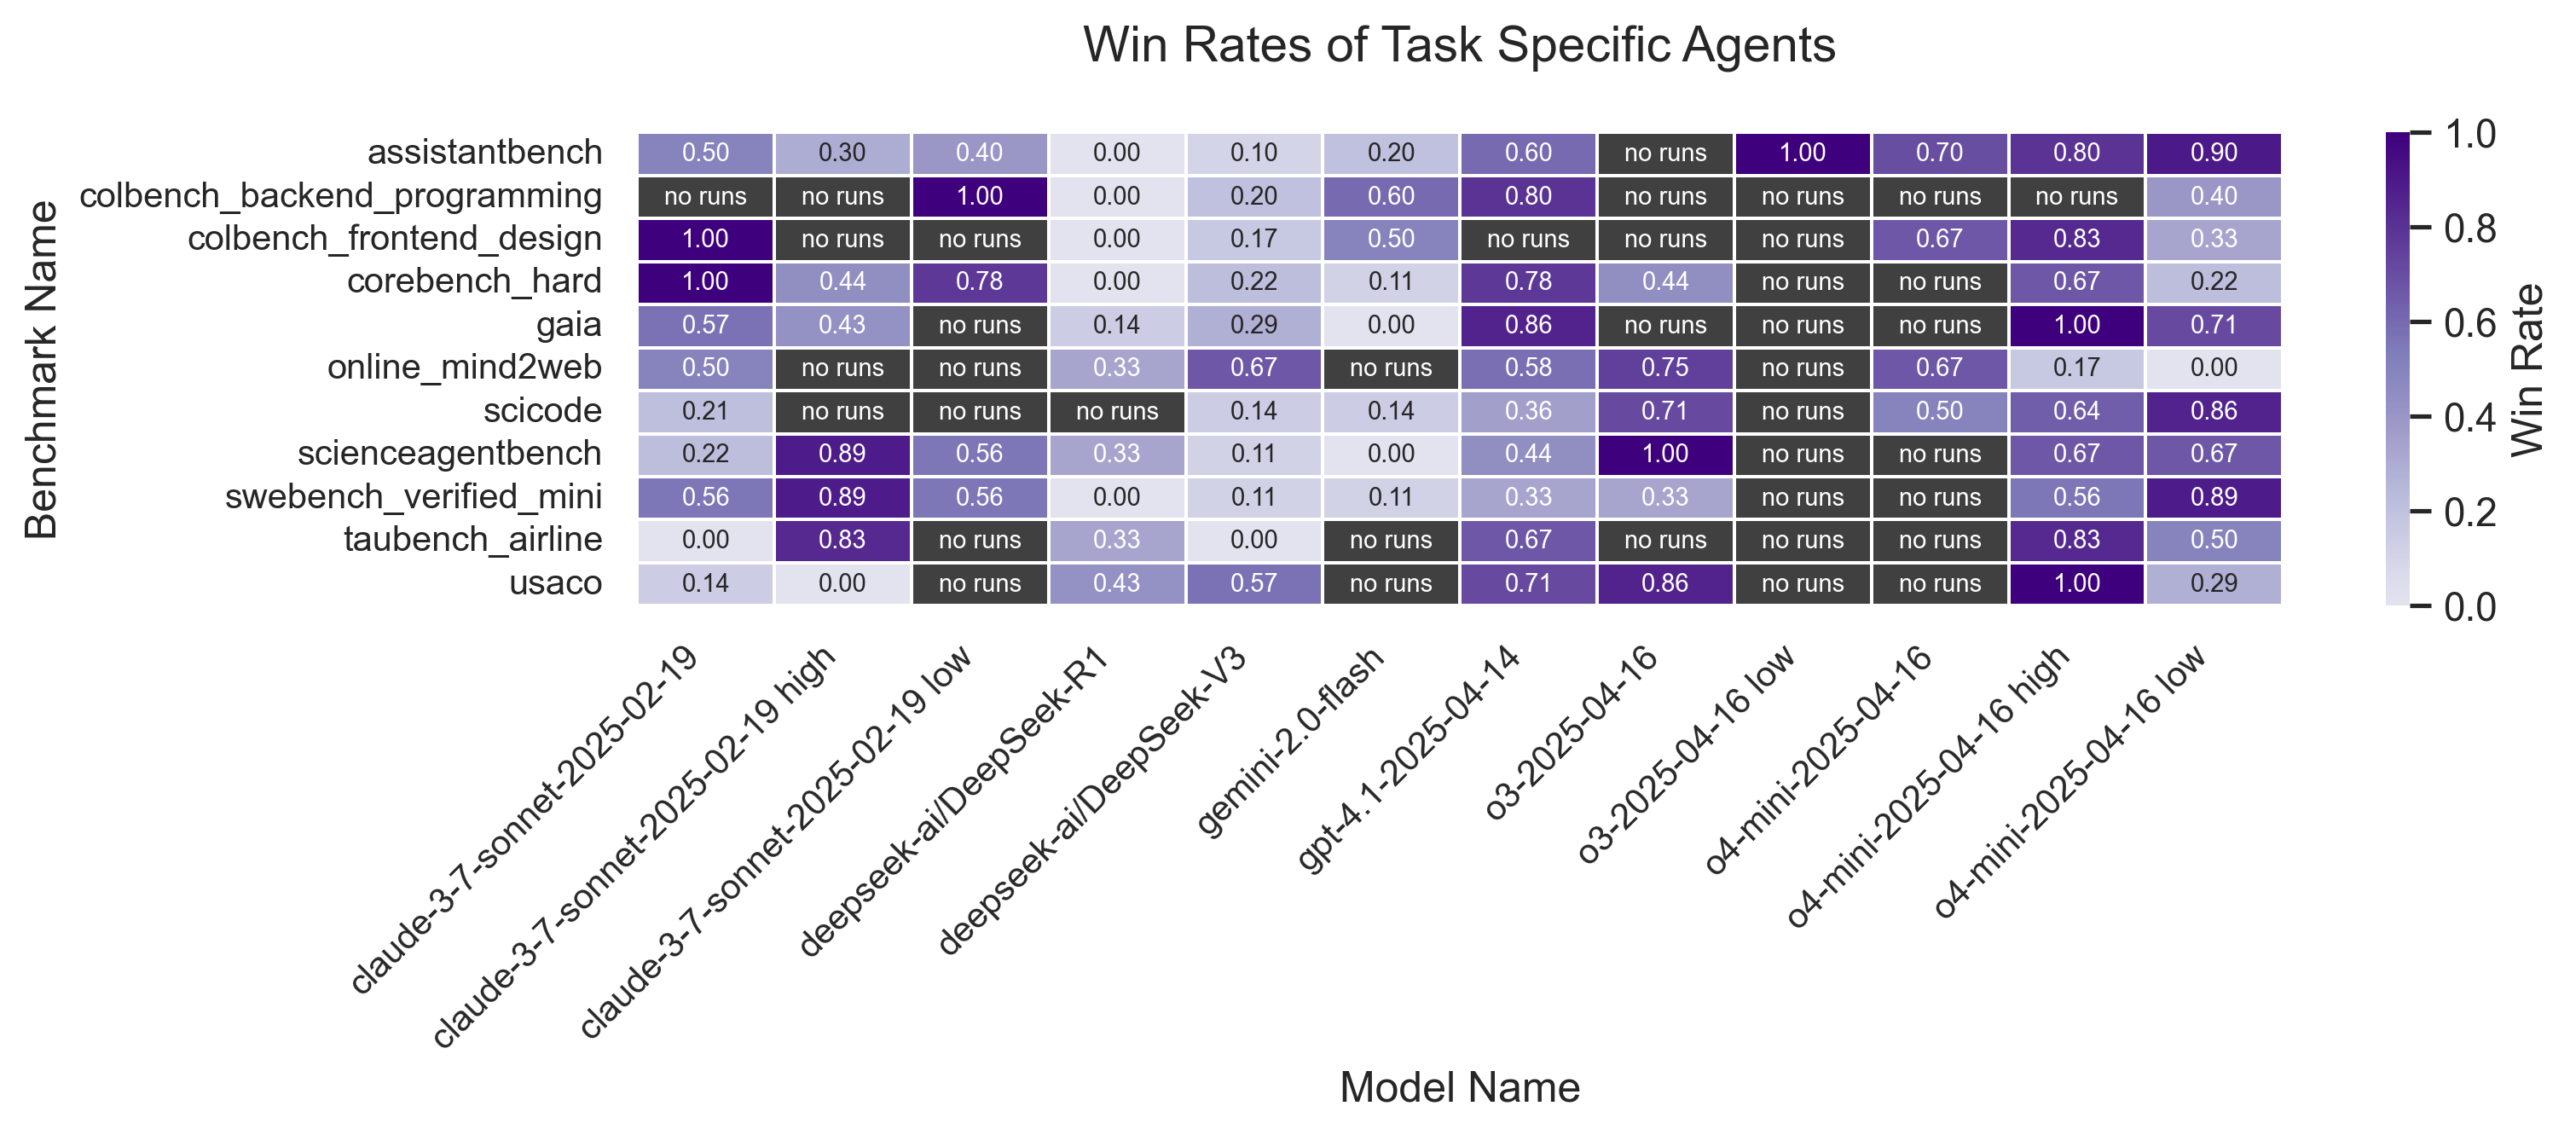 Win Rates of Task Specific Agents
Benchmark Name
assistantbench 0.50 0.30 0.40 0.00 0.10 0.20 0.60 no runs 1.00 0.70 0.80 0.90
colbench_backend_programming no runs no runs 1.00 0.00 0.20 0.60 0.80 no runs no runs no runs no runs 0.40
colbench_frontend_design 1.00 no runs no runs 0.00 0.17 0.50 no runs no runs no runs 0.67 0.83 0.33
corebench_hard 1.00 0.44 0.78 0.00 0.22 0.11 0.78 0.44 no runs no runs 0.67 0.22
gaia 0.57 0.43 no runs 0.14 0.29 0.00 0.86 no runs no runs no runs 1.00 0.71
online_mind2web 0.50 no runs no runs 0.33 0.67 no runs 0.58 0.75 no runs 0.67 0.17 0.00
scicode 0.21 no runs no runs no runs 0.14 0.14 0.36 0.71 no runs 0.50 0.64 0.86
scienceagentbench 0.22 0.89 0.56 0.33 0.11 0.00 0.44 1.00 no runs no runs 0.67 0.67
swebench_verified_mini 0.56 0.89 0.56 0.00 0.11 0.11 0.33 0.33 no runs no runs 0.56 0.89
taubench_airline 0.00 0.83 no runs 0.33 0.00 no runs 0.67 no runs no runs no runs 0.83 0.50
usaco 0.14 0.00 no runs 0.43 0.57 no runs 0.71 0.86 no runs no runs 1.00 0.29
claude-3-7-sonnet-2025-02-19
claude-3-7-sonnet-2025-02-19 high
claude-3-7-sonnet-2025-02-19 low
deepseek-ai/DeepSeek-R1
deepseek-ai/DeepSeek-V3
gemini-2.0-flash
gpt-4.1-2025-04-14
o3-2025-04-16
o3-2025-04-16 low
o4-mini-2025-04-16
o4-mini-2025-04-16 high
o4-mini-2025-04-16 low
Model Name
1.0
0.8
0.6
0.4
0.2
0.0
Win Rate